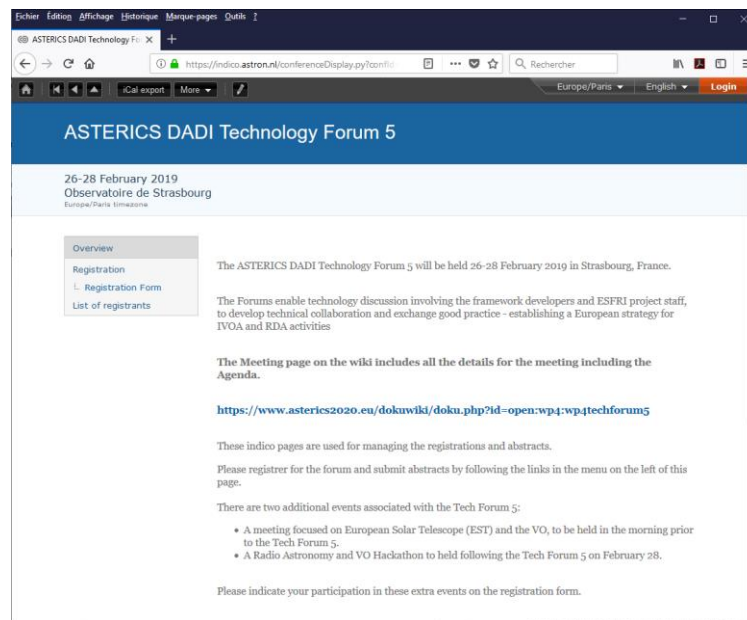 Fichier Édition Affichage Historique Marque-pages Outils ?
ASTERICS DADI Technology Fo
https://indico.astron.nl/conferenceDisplay.py?confId
Rechercher
iCal export More
Europe/Paris English Login
ASTERICS DADI Technology Forum 5
26-28 February 2019
Observatoire de Strasbourg
Europe/Paris timezone
Overview
Registration
Registration Form
List of registrants
The ASTERICS DADI Technology Forum 5 will be held 26-28 February 2019 in Strasbourg, France.
The Forums enable technology discussion involving the framework developers and ESFRI project staff,
to develop technical collaboration and exchange good practice - establishing a European strategy for
IVOA and RDA activities
The Meeting page on the wiki includes all the details for the meeting including the
Agenda.
https://www.asterics2020.eu/dokuwiki/doku.php?id=open:wp4:wp4techforum5
These indico pages are used for managing the registrations and abstracts.
Please registrer for the forum and submit abstracts by following the links in the menu on the left of this
page.
There are two additional events associated with the Tech Forum 5:
• A meeting focused on European Solar Telescope (EST) and the VO, to be held in the morning prior
to the Tech Forum 5.
• A Radio Astronomy and VO Hackathon to held following the Tech Forum 5 on February 28.
Please indicate your participation in these extra events on the registration form.